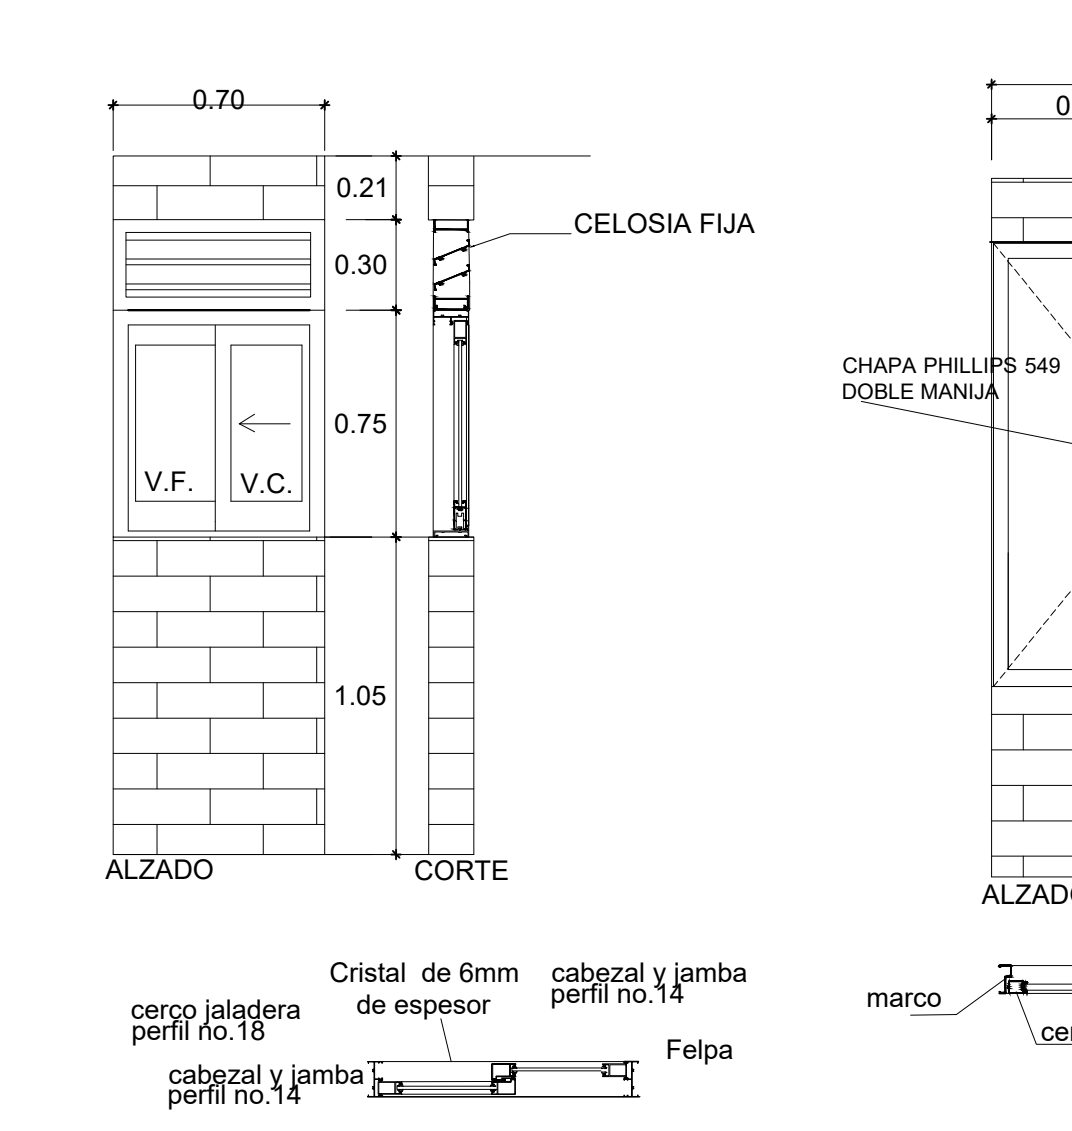 0.70
0.21
CELOSIA FIJA
0.30
0.75
V.F.
V.C.
1.05
ALZADO
CORTE
CHAPA PHILLIPS 549
DOBLE MANIJA
Cristal de 6mm
de espesor
cabezal y jamba
perfil no.14
cerco jaladera
perfil no.18
Felpa
cabezal y jamba
perfil no.14
marco